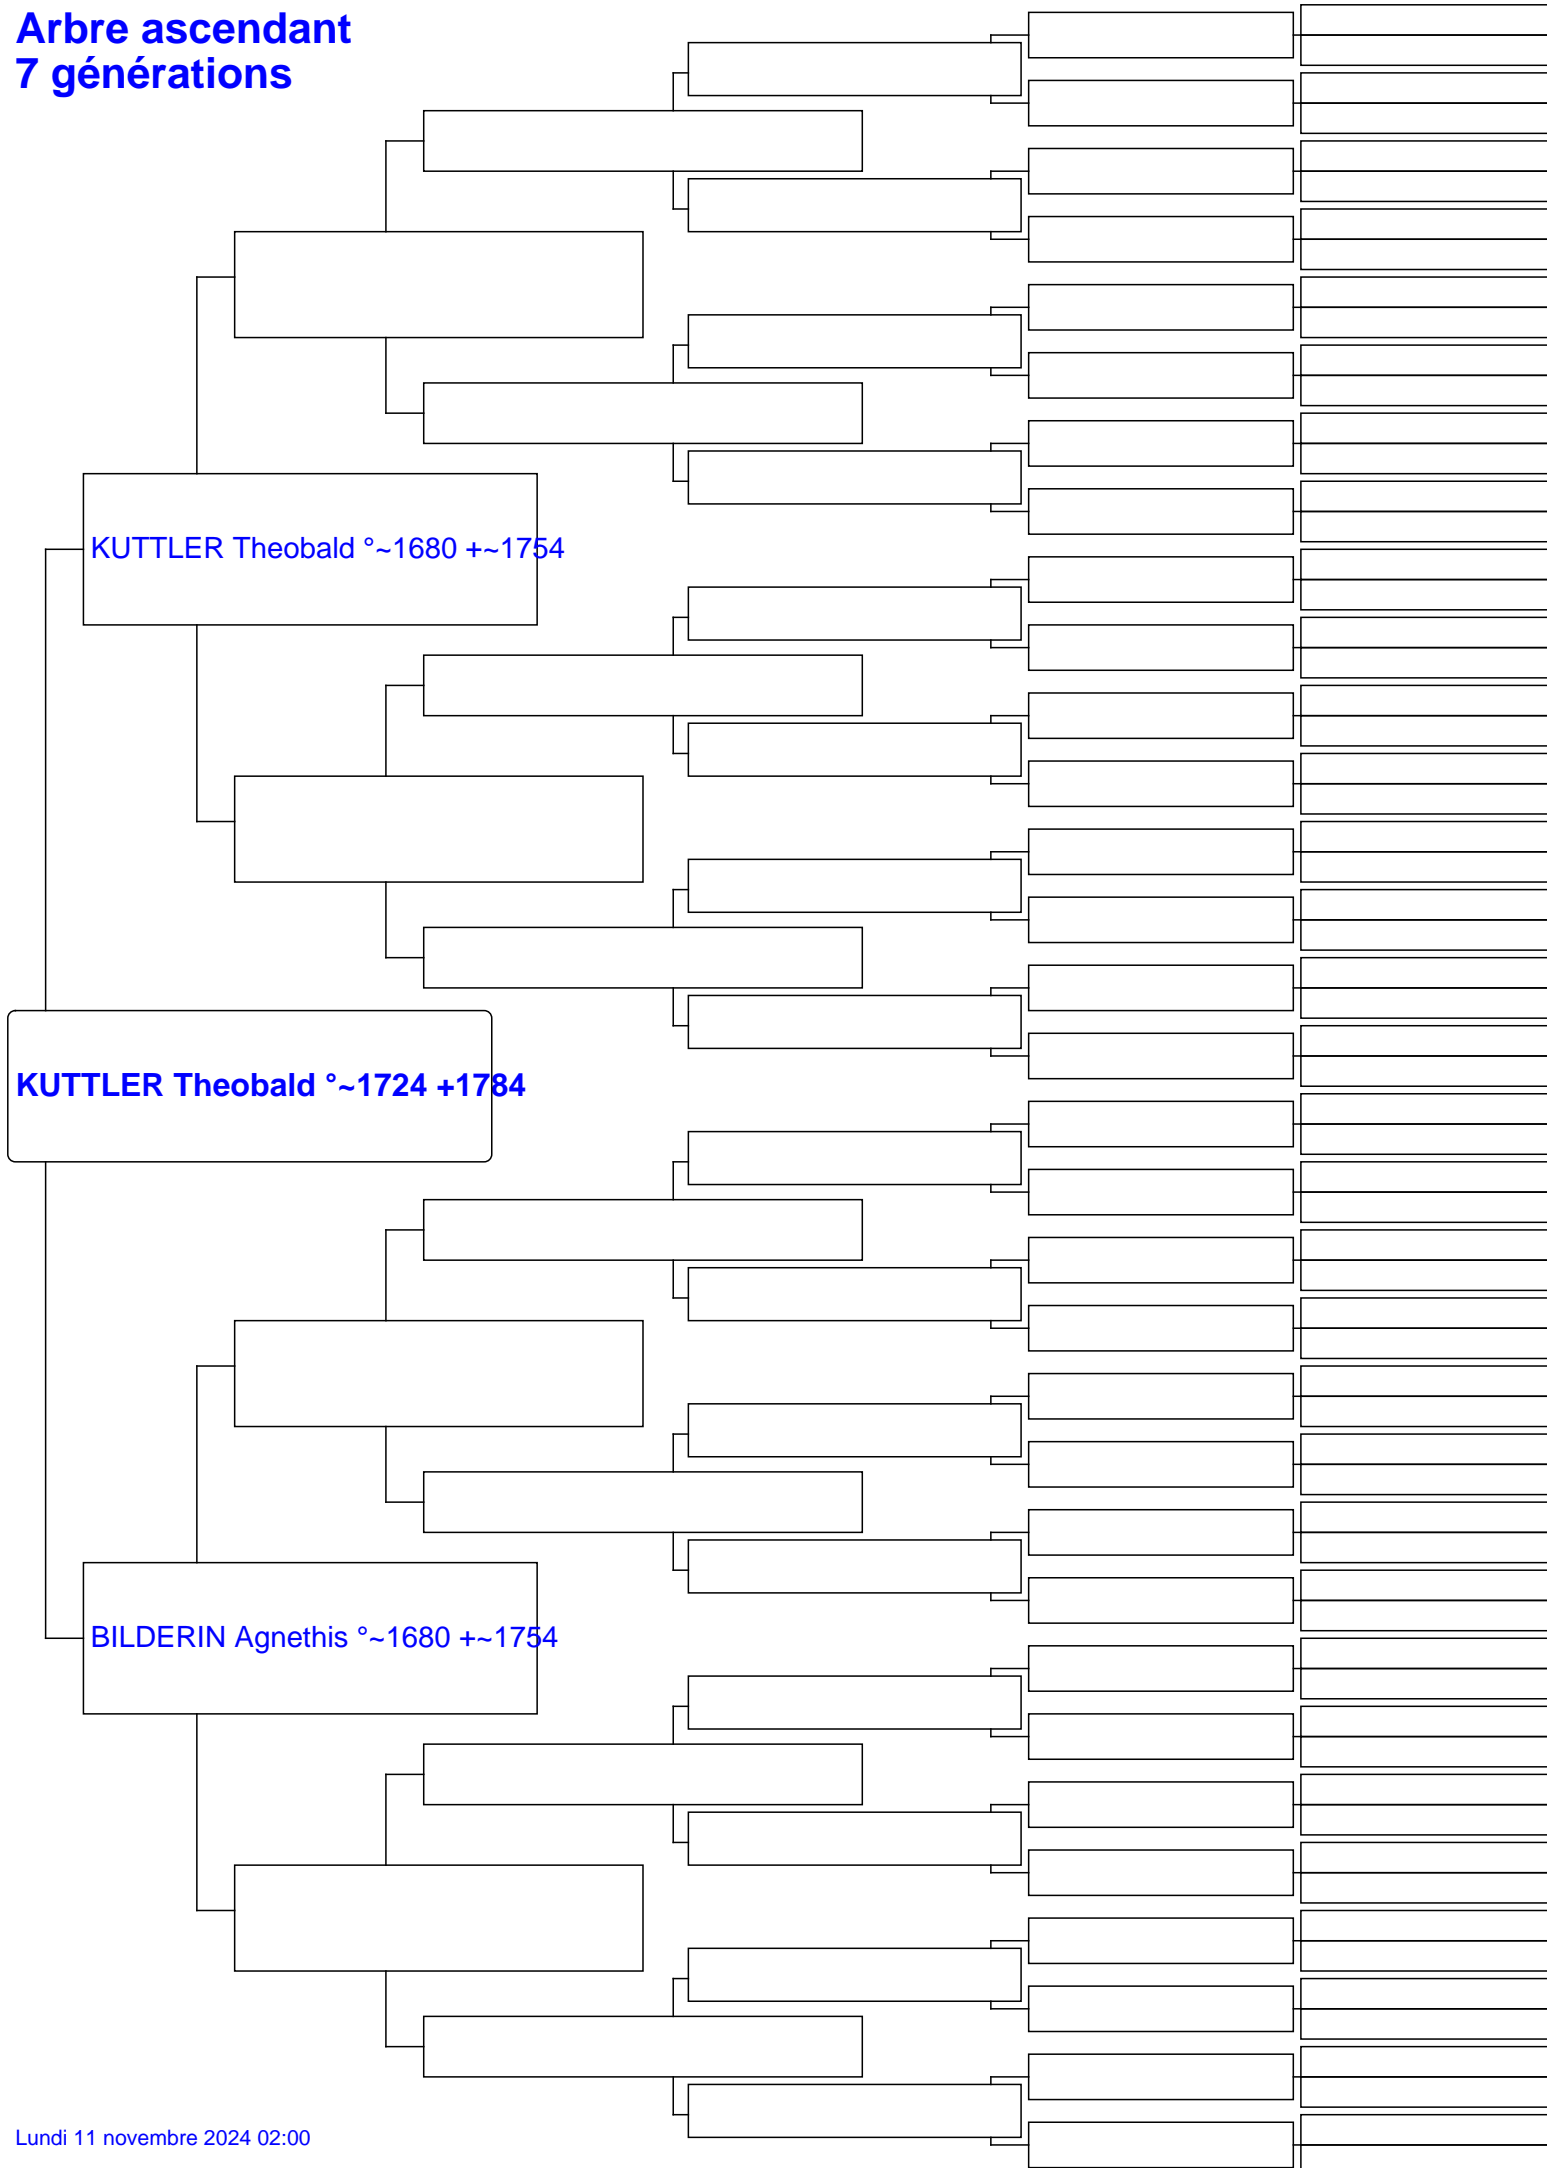 Arbre ascendant
7 générations
KUTTLER Theobald °~1680 +~1754
KUTTLER Theobald °~1724 +1784
BILDERIN Agnethis °~1680 +~1754
Lundi 11 novembre 2024 02:00